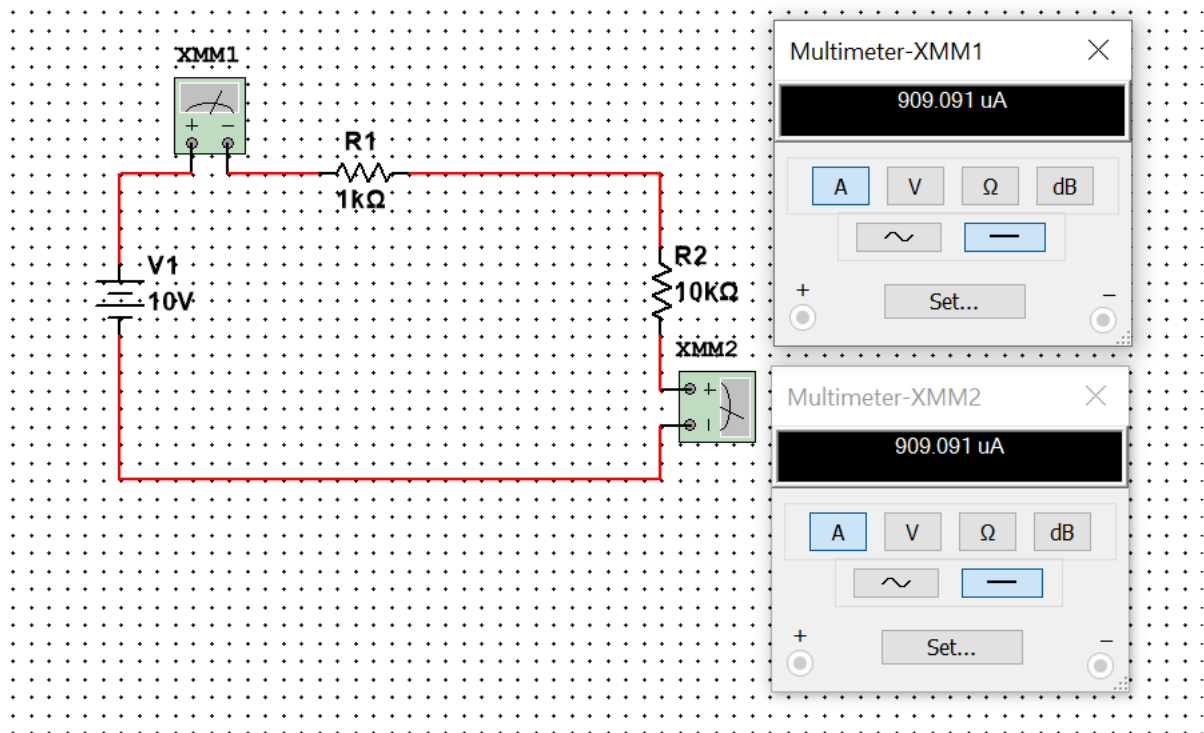 XMM1
+ −
R1
1kΩ
V1
10V
R2
10KΩ
XMM2
+
−
Multimeter-XMM1
909.091 uA
A V Ω dB
+ Set... −
Multimeter-XMM2
909.091 uA
A V Ω dB
+ Set... −